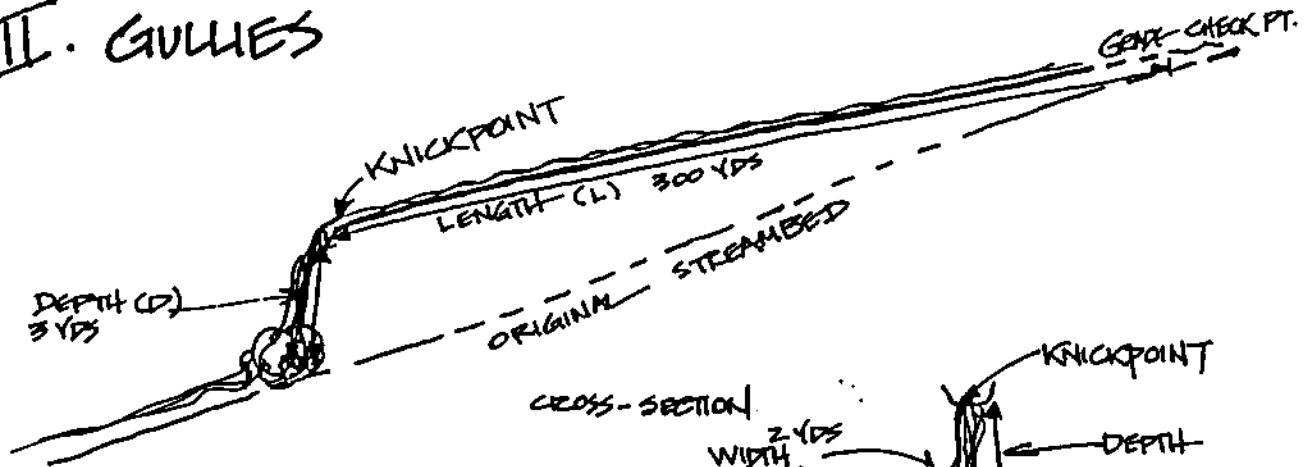 II. GULLIES
GRADE CHECK PT.
KNICKPOINT
LENGTH (L) 300 YDS
ORIGINAL STREAMBED
DEPTH (D)
3 YDS
CROSS-SECTION
KNICKPOINT
2 YDS
WIDTH
DEPTH